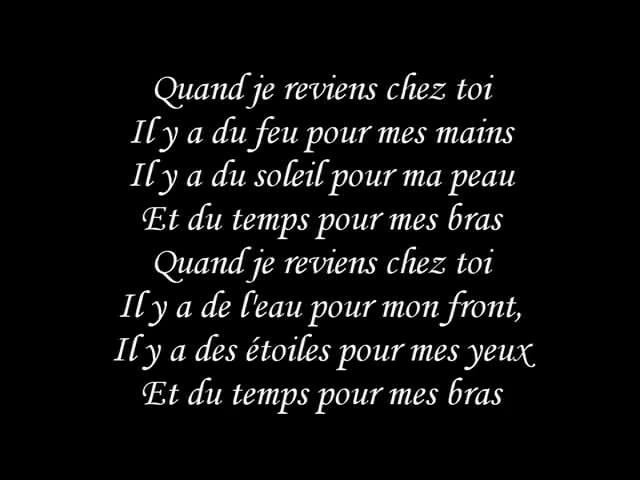 Quand je reviens chez toi
Il y a du feu pour mes mains
Il y a du soleil pour ma peau
Et du temps pour mes bras
Quand je reviens chez toi
Il y a de l'eau pour mon front,
Il y a des étoiles pour mes yeux
Et du temps pour mes bras